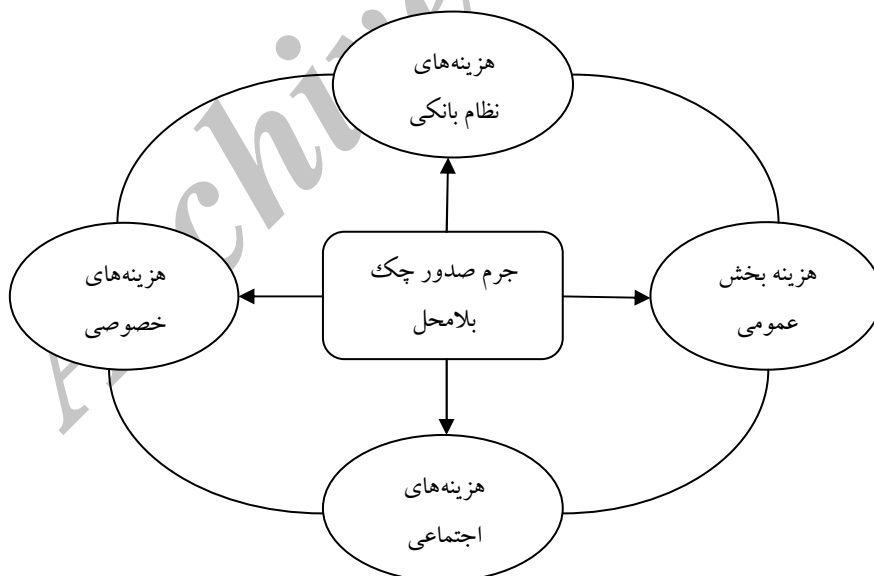 هزینه‌های
نظام بانکی
هزینه بخش
عمومی
جرم صدور چک
بلامحل
هزینه‌های
خصوصی
هزینه‌های
اجتماعی